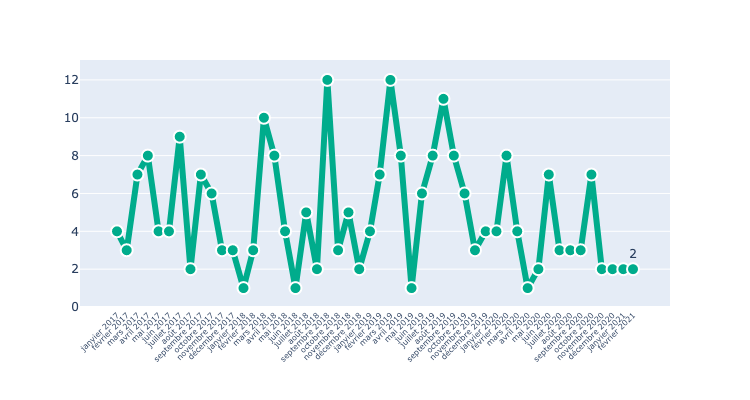 12
10
8
6
4
2
0
2
janvier 2017
février 2017
mars 2017
avril 2017
mai 2017
juin 2017
juillet 2017
août 2017
septembre 2017
octobre 2017
novembre 2017
décembre 2017
janvier 2018
février 2018
mars 2018
avril 2018
mai 2018
juin 2018
juillet 2018
août 2018
septembre 2018
octobre 2018
novembre 2018
décembre 2018
janvier 2019
février 2019
mars 2019
avril 2019
mai 2019
juin 2019
juillet 2019
août 2019
septembre 2019
octobre 2019
novembre 2019
décembre 2019
janvier 2020
février 2020
mars 2020
avril 2020
mai 2020
juin 2020
juillet 2020
août 2020
septembre 2020
octobre 2020
novembre 2020
décembre 2020
janvier 2021
février 2021